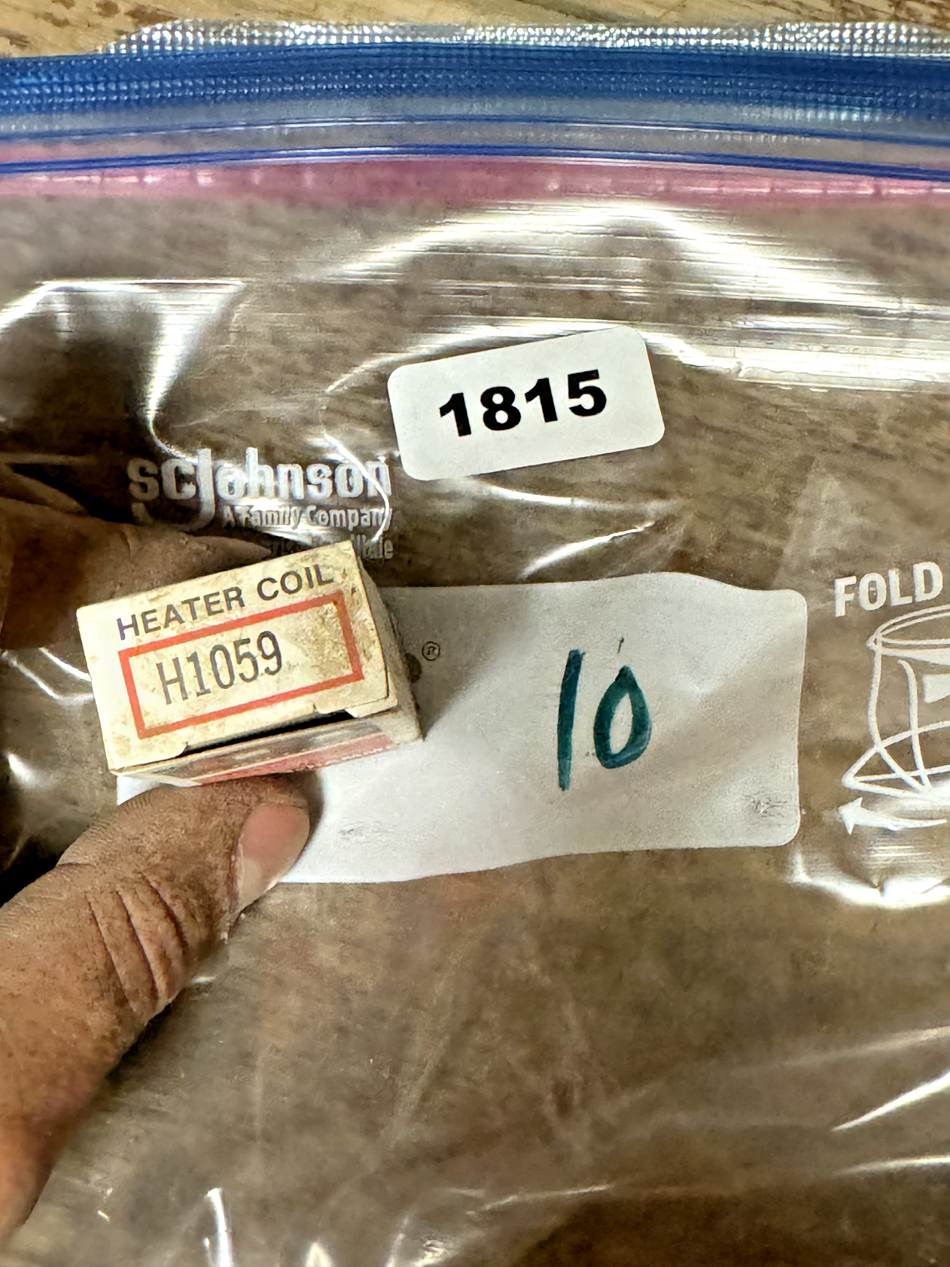 1815
scJohnson
A Family Company
FOLD
HEATER COIL
H1059
®
10